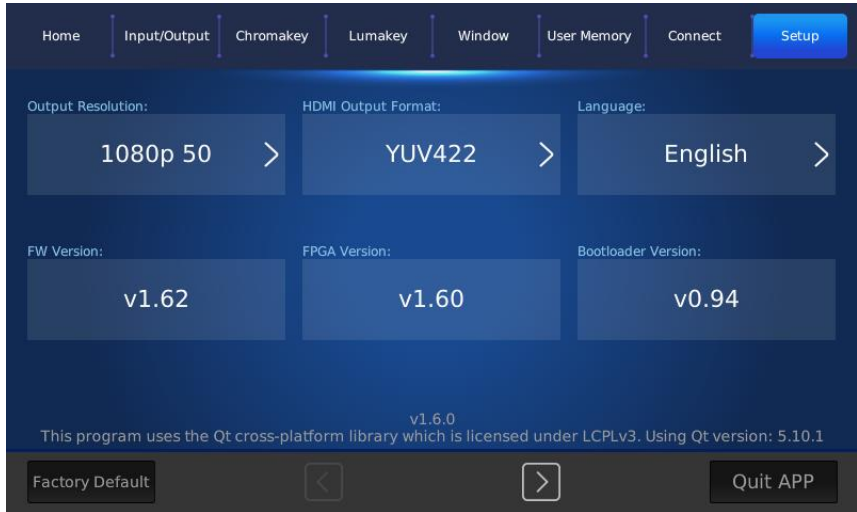 Home Input/Output Chromakey Lumakey Window User Memory Connect Setup
Output Resolution: HDMI Output Format: Language:
1080p 50 YUV422 English
FW Version: FPGA Version: Bootloader Version:
v1.62 v1.60 v0.94
v1.6.0
This program uses the Qt cross-platform library which is licensed under LCPLv3. Using Qt version: 5.10.1
Factory Default Quit APP